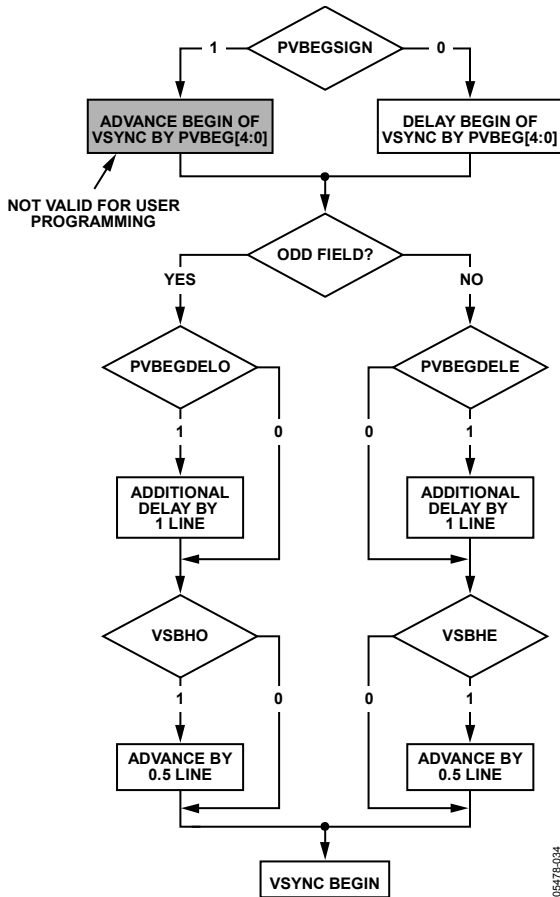 PVBEGSIGN
1
0
ADVANCE BEGIN OF
VSYNC BY PVBEG[4:0]
DELAY BEGIN OF
VSYNC BY PVBEG[4:0]
NOT VALID FOR USER
PROGRAMMING
ODD FIELD?
YES
NO
PVBEGDELO
PVBEGDELE
1
0
0
1
ADDITIONAL
DELAY BY
1 LINE
ADDITIONAL
DELAY BY
1 LINE
VSBHO
VSBHE
1
0
0
1
ADVANCE BY
0.5 LINE
ADVANCE BY
0.5 LINE
VSYNC BEGIN
05478-034